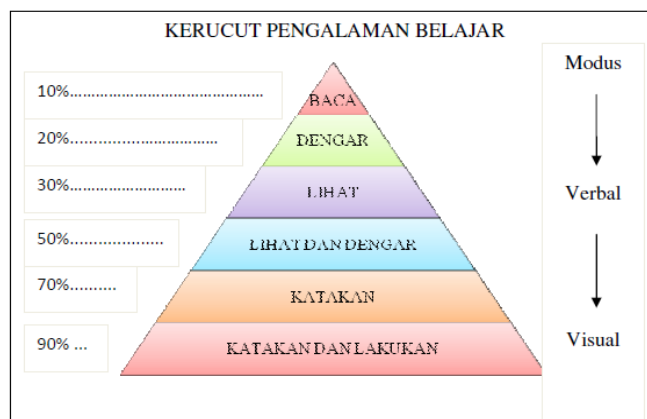 KERUCUT PENGALAMAN BELAJAR
Modus
10%............................................
BACA
20%..................................
DENGAR
30%...........................
LIHAT
Verbal
50%.....................
LIHAT DAN DENGAR
70%..........
KATAKAN
90% ...
KATAKAN DAN LAKUKAN
Visual